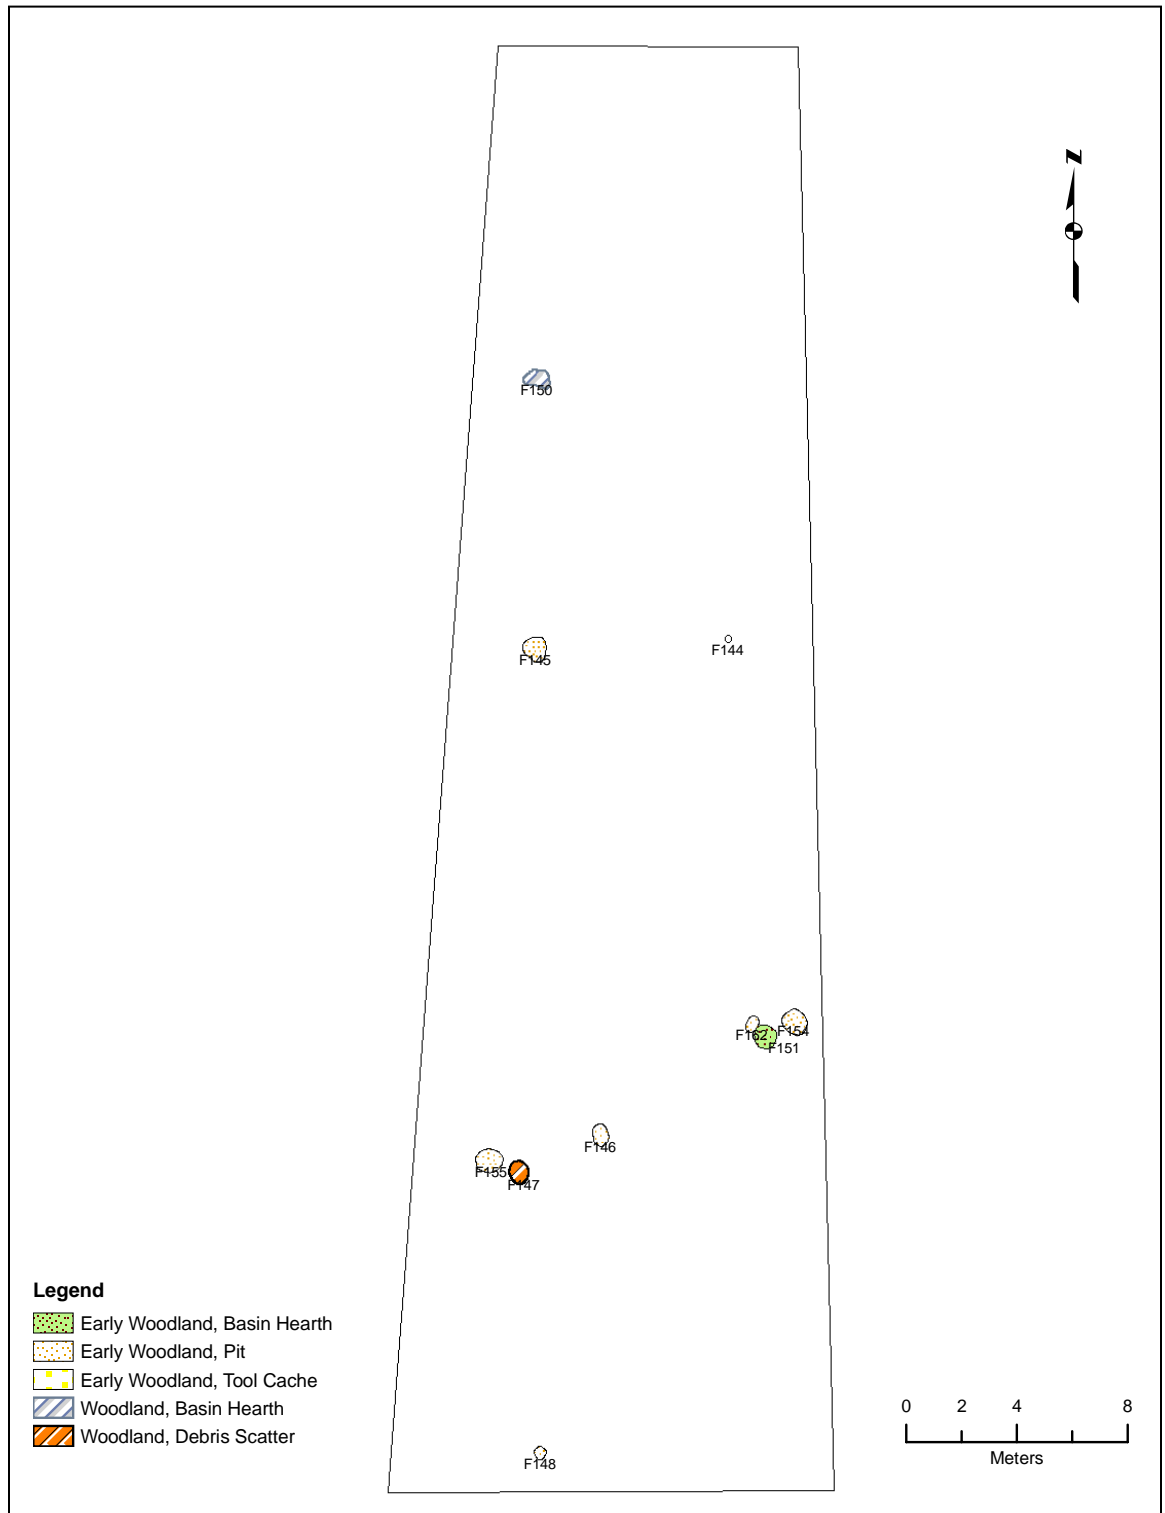 N
F150
F145
F144
F152
F154
F151
F146
F155
F147
F148
Legend
Early Woodland, Basin Hearth
Early Woodland, Pit
Early Woodland, Tool Cache
Woodland, Basin Hearth
Woodland, Debris Scatter
0 2 4 8
Meters